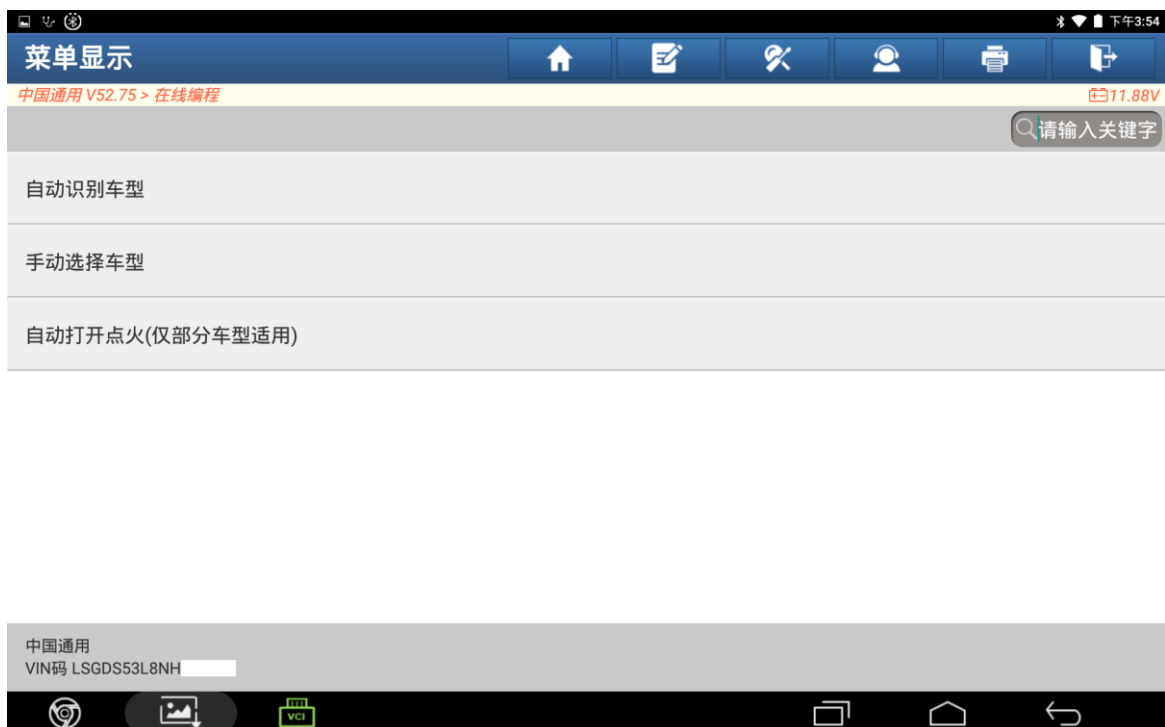 下午3:54
菜单显示
中国通用 V52.75 > 在线编程
11.88V
请输入关键字
自动识别车型
手动选择车型
自动打开点火(仅部分车型适用)
中国通用
VIN码 LSGDS53L8NH
VCI